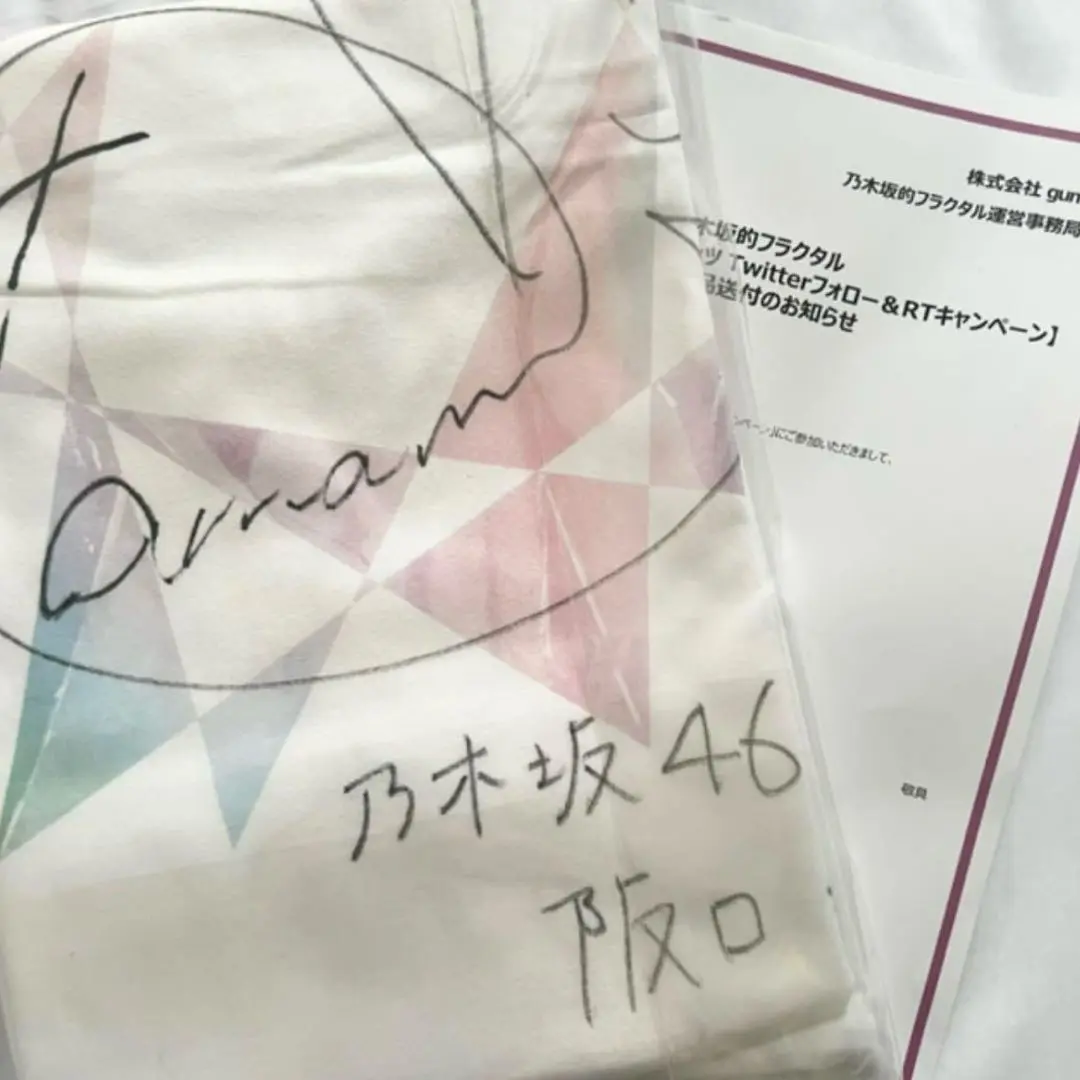 乃木坂46
阪口
株式会社 gum
乃木坂的フラクタル運営事務局
木坂的フラクタル
ツ Twitterフォロー&RTキャンペーン】
品送付のお知らせ
ンペーン」にご参加いただきまして、
敬具